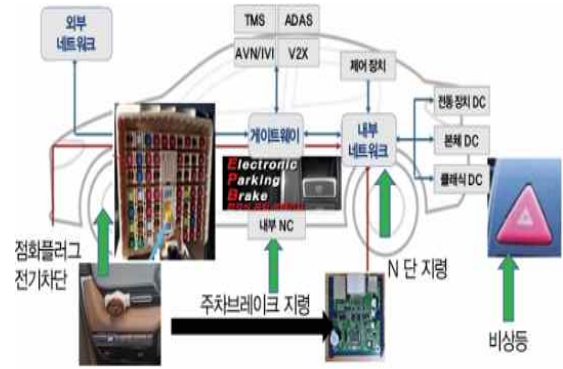 외부
네트워크
TMS
ADAS
AVN/IVI
V2X
제어 장치
게이트웨이
내부
네트워크
전동 장치 DC
본체 DC
클래식 DC
Electronic
Parking
Brake
내부 NC
점화플러그
전기차단
주차브레이크 지령
N 단 지령
비상등